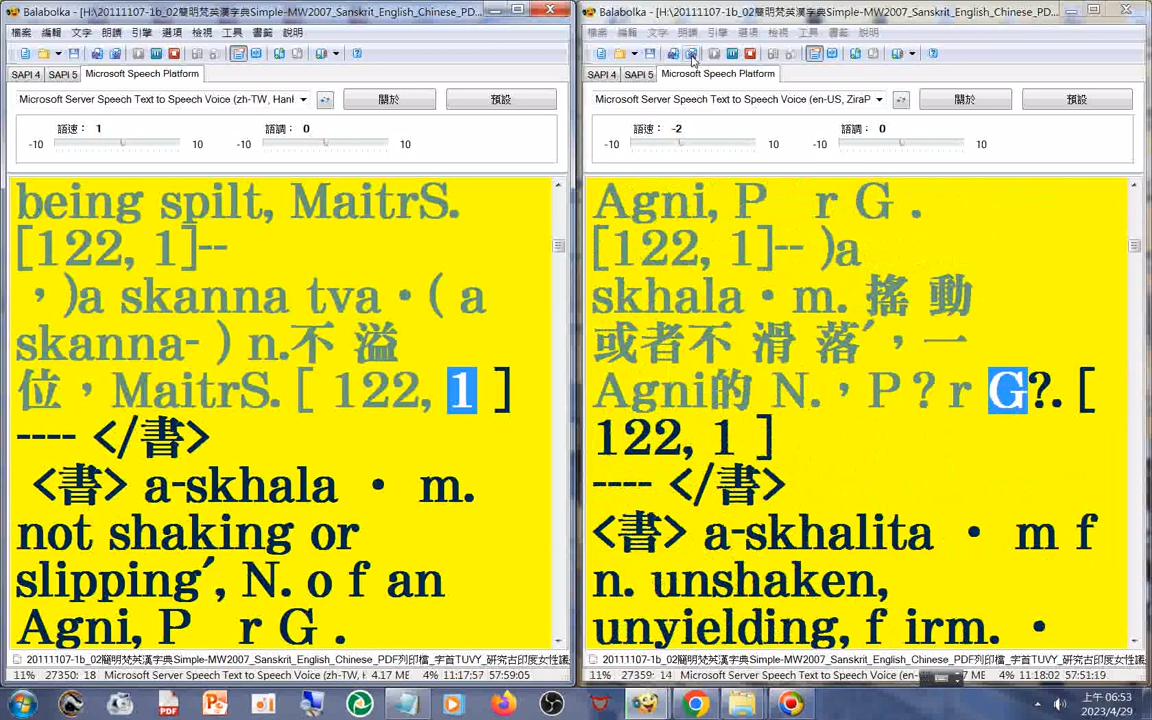 Balabolka - [H:\20111107-1b_02簡明梵英漢字典Simple-MW2007_Sanskrit_English_Chinese_PD...
檔案 編輯 文字 朗讀 引擎 選項 檢視 工具 書籤 說明
SAPI 4 SAPI 5 Microsoft Speech Platform
Microsoft Server Speech Text to Speech Voice (zh-TW, Hanl 關於 預設
語速： 1 語調： 0
-10 10 -10 10
being spilt, MaitrS.
[122, 1]--
，)a skanna tva・( a
skanna- ) n.不 溢
位，MaitrS. [ 122, 1 ]
---- </書>
<書> a-skhala ・ m.
not shaking or
slipping′, N. o f an
Agni, P r G .
20111107-1b_02簡明梵英漢字典Simple-MW2007_Sanskrit_English_Chinese_PDF列印檔_字首TUVY_研究古印度女性議
11% 27350: 18 Microsoft Server Speech Text to Speech Voice (zh-TW, H 4.17 MB 4% 11:17:57 57:59:05
Balabolka - [H:\20111107-1b_02簡明梵英漢字典Simple-MW2007_Sanskrit_English_Chinese_PD...
檔案 編輯 文字 朗讀 引擎 選項 檢視 工具 書籤 說明
SAPI 4 SAPI 5 Microsoft Speech Platform
Microsoft Server Speech Text to Speech Voice (en-US, ZiraP 關於 預設
語速： -2 語調： 0
-10 10 -10 10
Agni, P r G .
[122, 1]-- )a
skhala・m. 搖 動
或者不 滑 落′，一
Agni的 N.，P？r G?. [
122, 1 ]
---- </書>
<書> a-skhalita ・ m f
n. unshaken,
unyielding, f irm. ・
20111107-1b_02簡明梵英漢字典Simple-MW2007_Sanskrit_English_Chinese_PDF列印檔_字首TUVY_研究古印度女性議
11% 27359: 14 Microsoft Server Speech Text to Speech Voice (en- 4.17 MB 4% 11:18:02 57:51:19
上午 06:53
2023/4/29